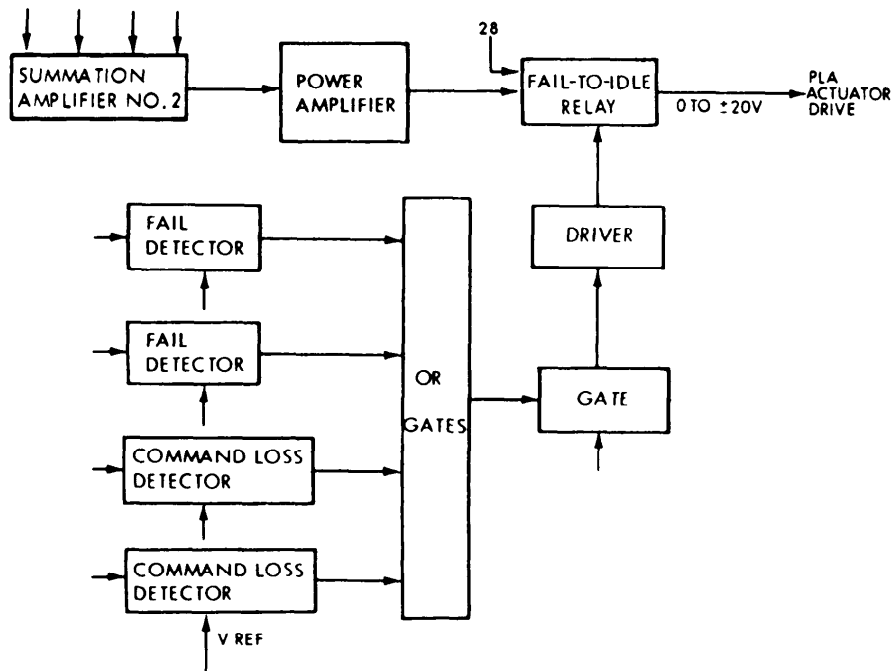 SUMMATION
AMPLIFIER NO. 2
POWER
AMPLIFIER
28
FAIL-TO-IDLE
RELAY
0 TO ±20V
PLA
ACTUATOR
DRIVE
FAIL
DETECTOR
DRIVER
FAIL
DETECTOR
OR
GATES
GATE
COMMAND LOSS
DETECTOR
COMMAND LOSS
DETECTOR
V REF